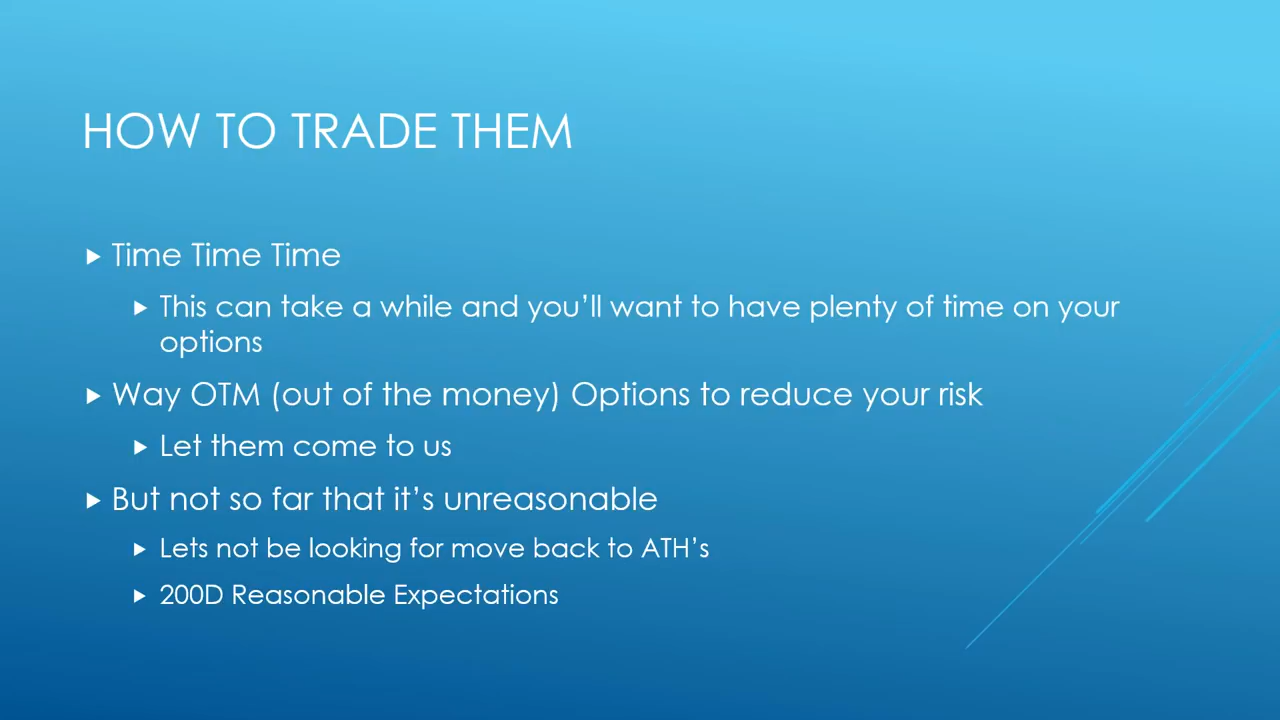 HOW TO TRADE THEM
Time Time Time
This can take a while and you’ll want to have plenty of time on your
options
Way OTM (out of the money) Options to reduce your risk
Let them come to us
But not so far that it’s unreasonable
Lets not be looking for move back to ATH’s
200D Reasonable Expectations